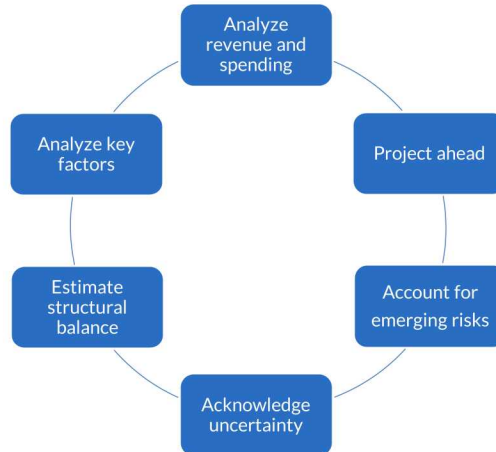 Analyze
revenue and
spending
Project ahead
Account for
emerging risks
Acknowledge
uncertainty
Estimate
structural
balance
Analyze key
factors